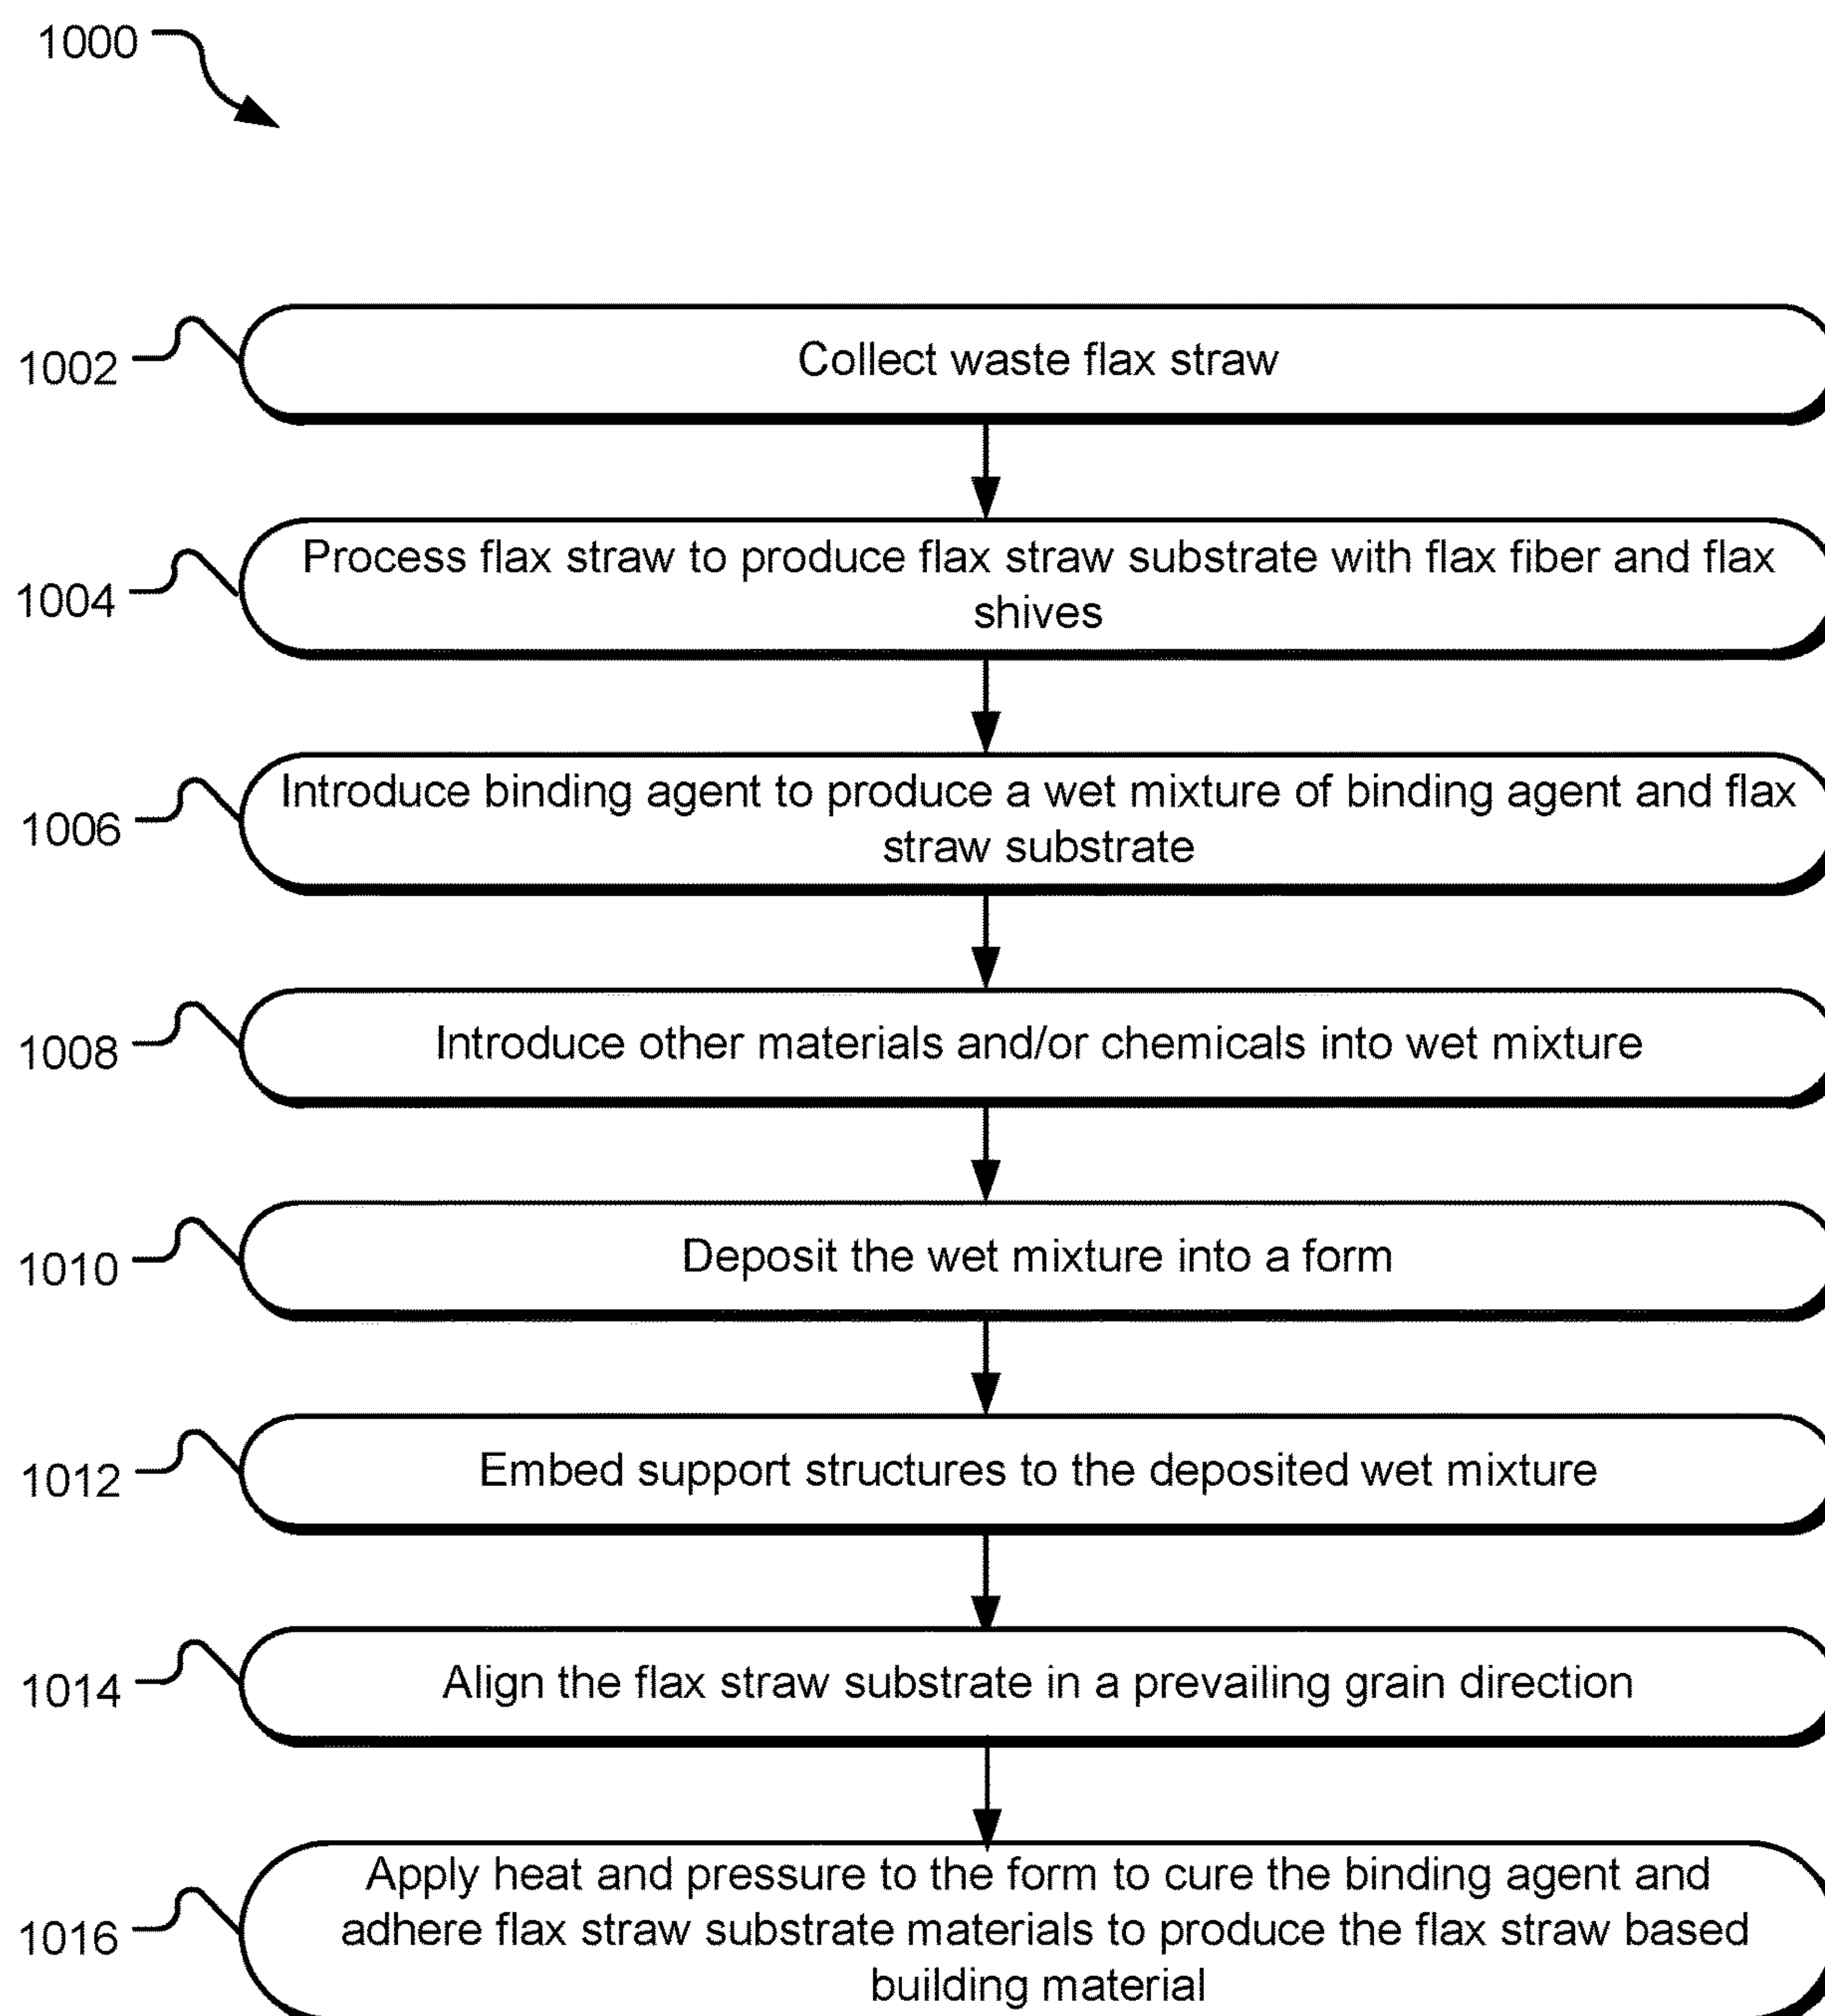 1000
1002
Collect waste flax straw
1004
Process flax straw to produce flax straw substrate with flax fiber and flax
shives
1006
Introduce binding agent to produce a wet mixture of binding agent and flax
straw substrate
1008
Introduce other materials and/or chemicals into wet mixture
1010
Deposit the wet mixture into a form
1012
Embed support structures to the deposited wet mixture
1014
Align the flax straw substrate in a prevailing grain direction
1016
Apply heat and pressure to the form to cure the binding agent and
adhere flax straw substrate materials to produce the flax straw based
building material